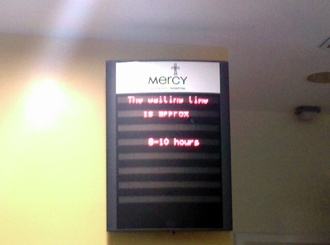 Mercy
The waiting time
is approx
8-10 hours